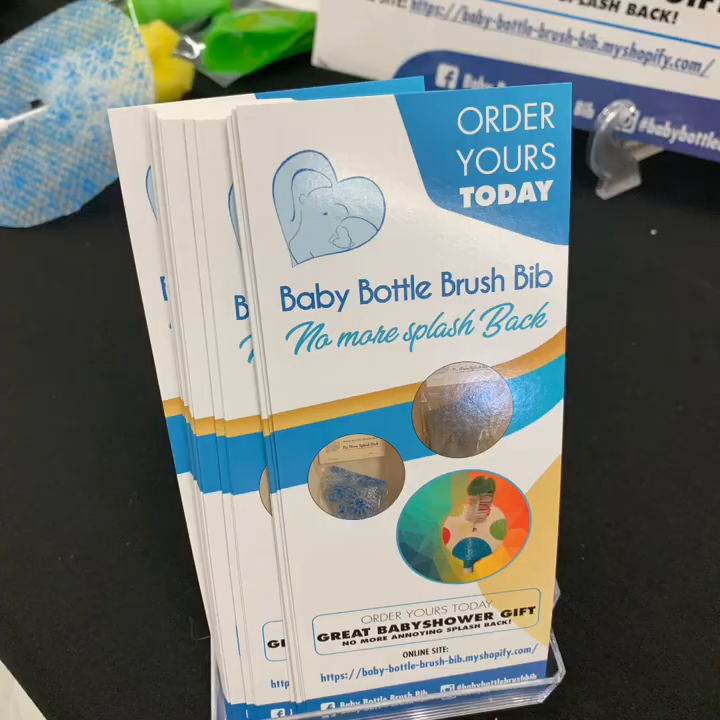 SPLASH BACK!
SITE: https://baby-bottle-brush-bib.myshopify.com/
Bib
#babybottle
ORDER
YOURS
TODAY
Baby Bottle Brush Bib
No more splash Back
ORDER YOURS TODAY
GREAT BABYSHOWER GIFT
NO MORE ANNOYING SPLASH BACK!
ONLINE SITE:
https://baby-bottle-brush-bib.myshopify.com/
Baby Bottle Brush Bib #babybottlebrushbib